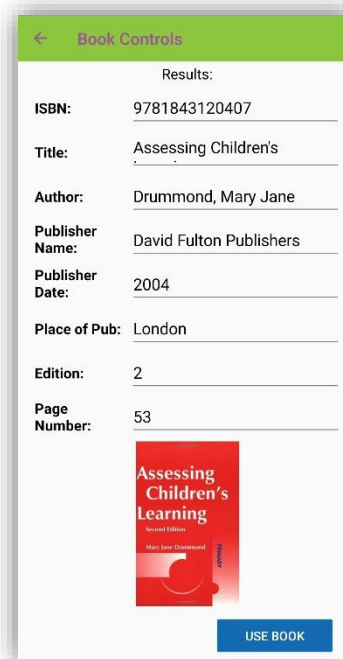 ← Book Controls
Results:
ISBN: 9781843120407
Title: Assessing Children's
Author: Drummond, Mary Jane
Publisher Name: David Fulton Publishers
Publisher Date: 2004
Place of Pub: London
Edition: 2
Page Number: 53
Assessing
Children's
Learning
Second Edition
Mary Jane Drummond
PRIMARY
USE BOOK